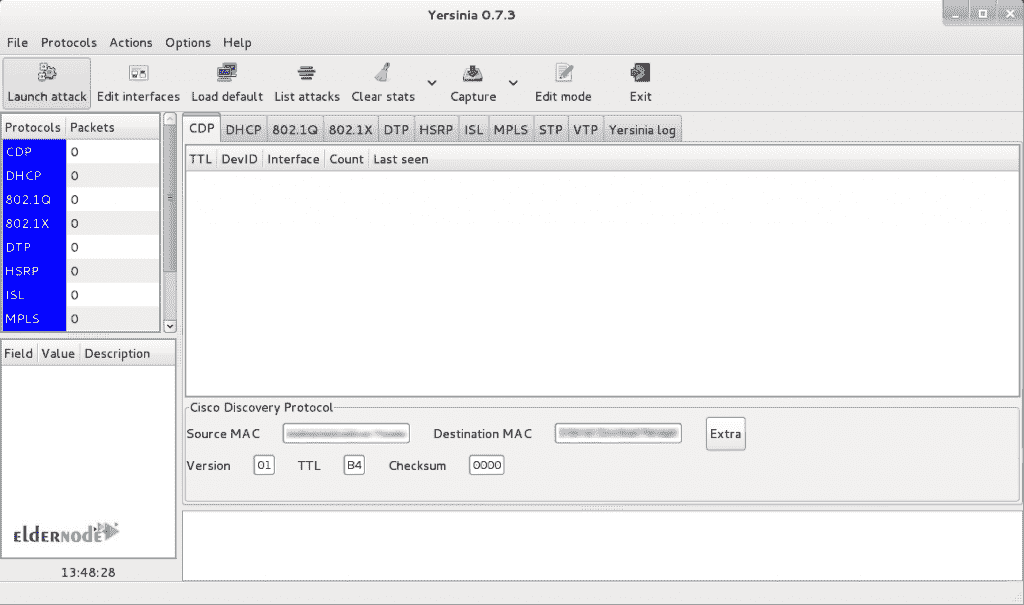 Yersinia 0.7.3
File Protocols Actions Options Help
Launch attack Edit interfaces Load default List attacks Clear stats Capture Edit mode Exit
Protocols Packets
CDP 0
DHCP 0
802.1Q 0
802.1X 0
DTP 0
HSRP 0
ISL 0
MPLS 0
Field Value Description
ELDERNODE
13:48:28
CDP DHCP 802.1Q 802.1X DTP HSRP ISL MPLS STP VTP Yersinia log
TTL DevID Interface Count Last seen
Cisco Discovery Protocol
Source MAC Destination MAC Extra
Version 01 TTL B4 Checksum 0000